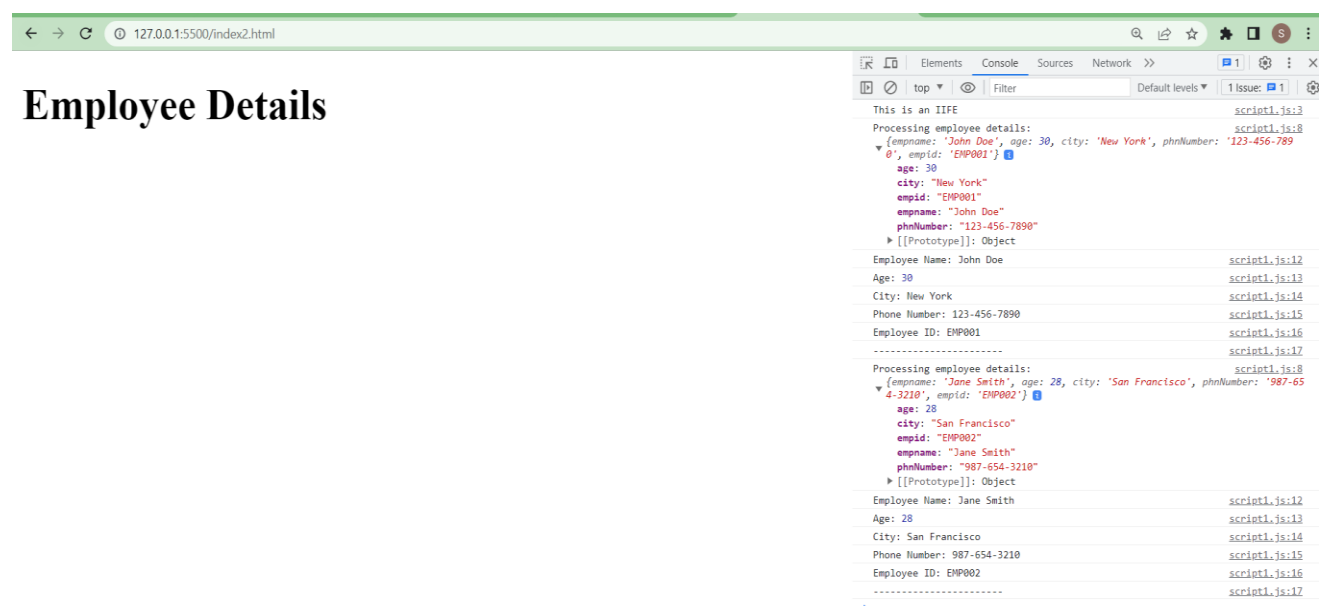 127.0.0.1:5500/index2.html
S
Employee Details
Elements Console Sources Network >> 1
top Filter Default levels 1 Issue: 1
This is an IIFE script1.js:3
Processing employee details: script1.js:8
{empname: 'John Doe', age: 30, city: 'New York', phnNumber: '123-456-789
0', empid: 'EMP001'} i
age: 30
city: "New York"
empid: "EMP001"
empname: "John Doe"
phnNumber: "123-456-7890"
[[Prototype]]: Object
Employee Name: John Doe script1.js:12
Age: 30 script1.js:13
City: New York script1.js:14
Phone Number: 123-456-7890 script1.js:15
Employee ID: EMP001 script1.js:16
----------------------- script1.js:17
Processing employee details: script1.js:8
{empname: 'Jane Smith', age: 28, city: 'San Francisco', phnNumber: '987-65
4-3210', empid: 'EMP002'} i
age: 28
city: "San Francisco"
empid: "EMP002"
empname: "Jane Smith"
phnNumber: "987-654-3210"
[[Prototype]]: Object
Employee Name: Jane Smith script1.js:12
Age: 28 script1.js:13
City: San Francisco script1.js:14
Phone Number: 987-654-3210 script1.js:15
Employee ID: EMP002 script1.js:16
----------------------- script1.js:17